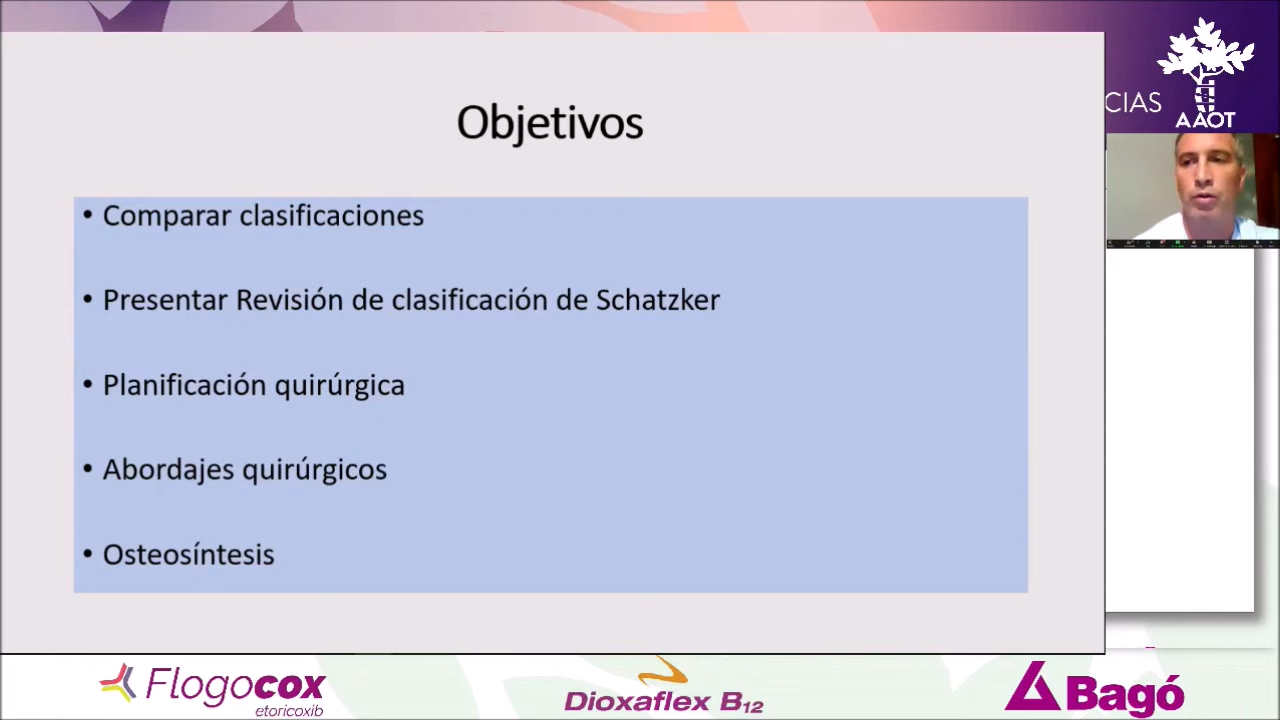 Objetivos
• Comparar clasificaciones
• Presentar Revisión de clasificación de Schatzker
• Planificación quirúrgica
• Abordajes quirúrgicos
• Osteosíntesis
CIAS
AAOT
Flogocox
etoricoxib
Dioxaflex B12
Bagó